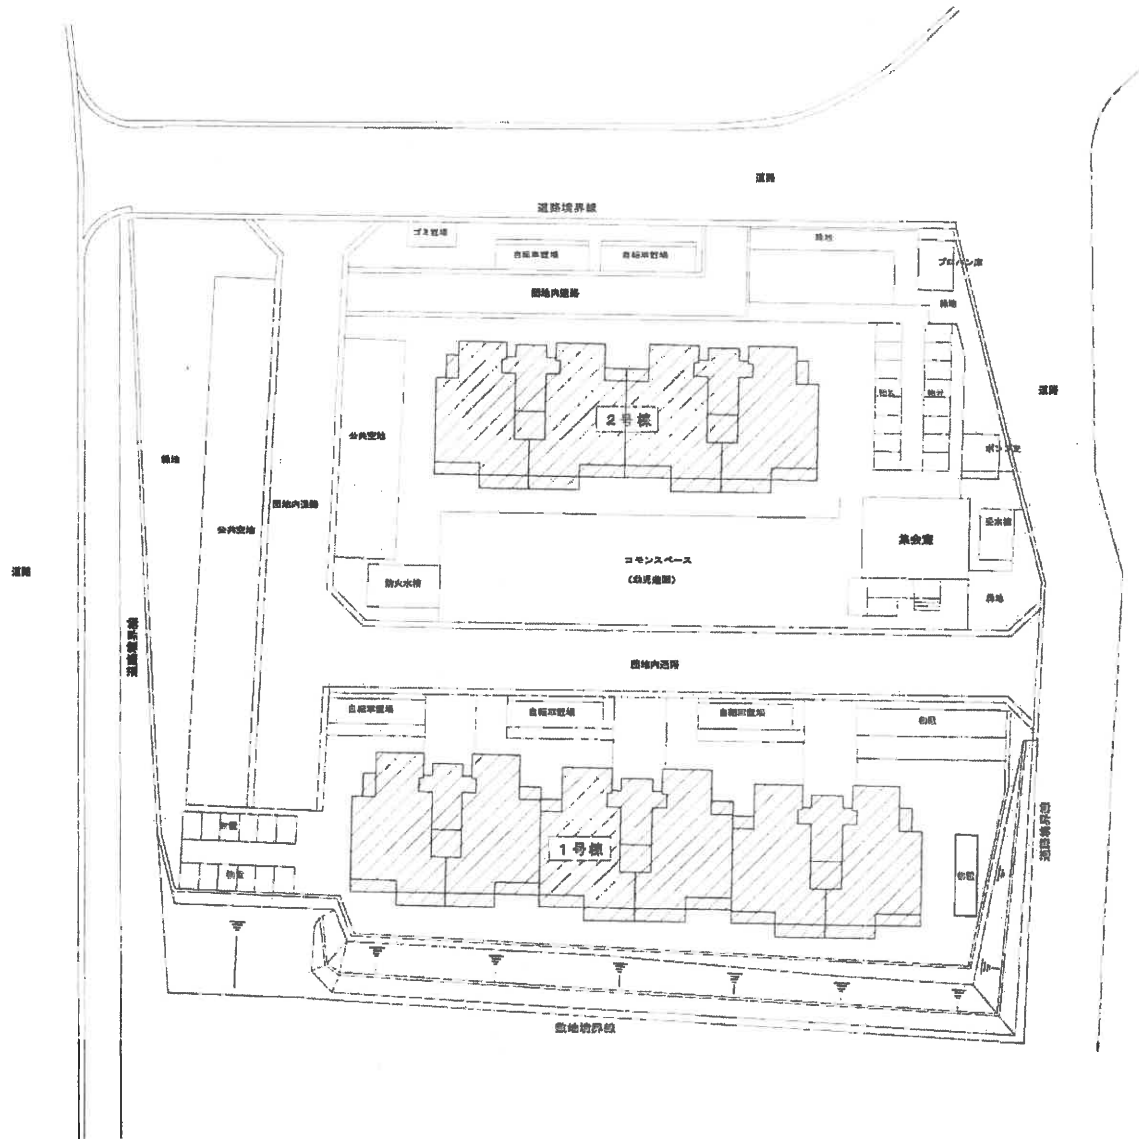 道路
道路境界線
ゴミ置場
自転車置場
自転車置場
緑地
プロパン庫
団地内通路
緑地
道路
物置
物置
2号棟
公共空地
ポンプ室
緑地
団地内通路
公共空地
受水槽
集会室
コモンスペース
(幼児遊園)
道路
防火水槽
緑地
道路境界線
団地内通路
自転車置場
自転車置場
自転車置場
物置
物置
1号棟
道路境界線
物置
物置
敷地境界線